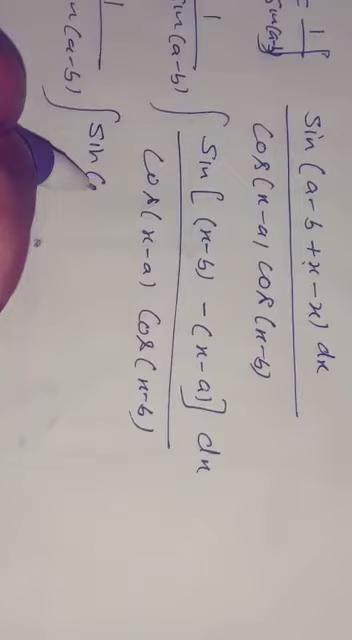 = 1/sin(a-b) ∫ sin(a-b+x-x) dx / cos(x-a) cos(x-b)
1/sin(a-b) ∫ sin[(x-b) - (x-a)] dx / cos(x-a) cos(x-b)
1/sin(a-b) ∫ sin(